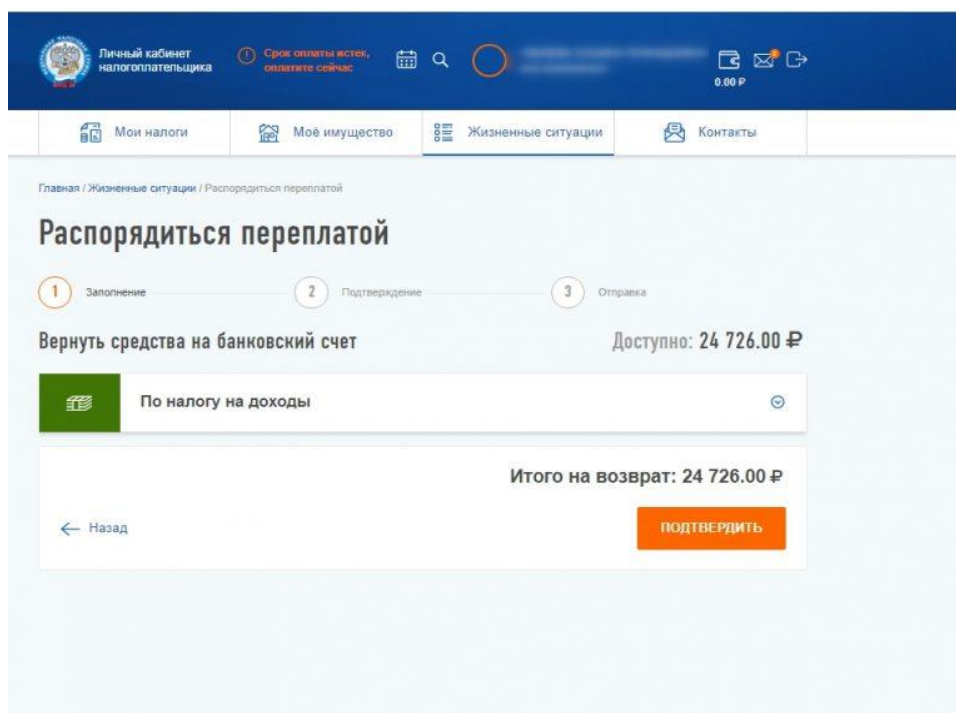 Личный кабинет
налогоплательщика
Срок оплаты истек,
оплатите сейчас
0.00 ₽
Мои налоги
Моё имущество
Жизненные ситуации
Контакты
Главная / Жизненные ситуации / Распорядиться переплатой
Распорядиться переплатой
1 Заполнение
2 Подтверждение
3 Отправка
Вернуть средства на банковский счет
Доступно: 24 726.00 ₽
По налогу на доходы
Итого на возврат: 24 726.00 ₽
Назад
ПОДТВЕРДИТЬ